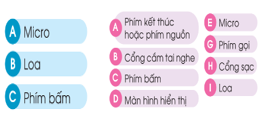 A Micro
B Loa
C Phím bấm
A Phím kết thúc
hoặc phím nguồn
B Cổng cắm tai nghe
C Phím bấm
D Màn hình hiển thị
E Micro
G Phím gọi
H Cổng sạc
I Loa